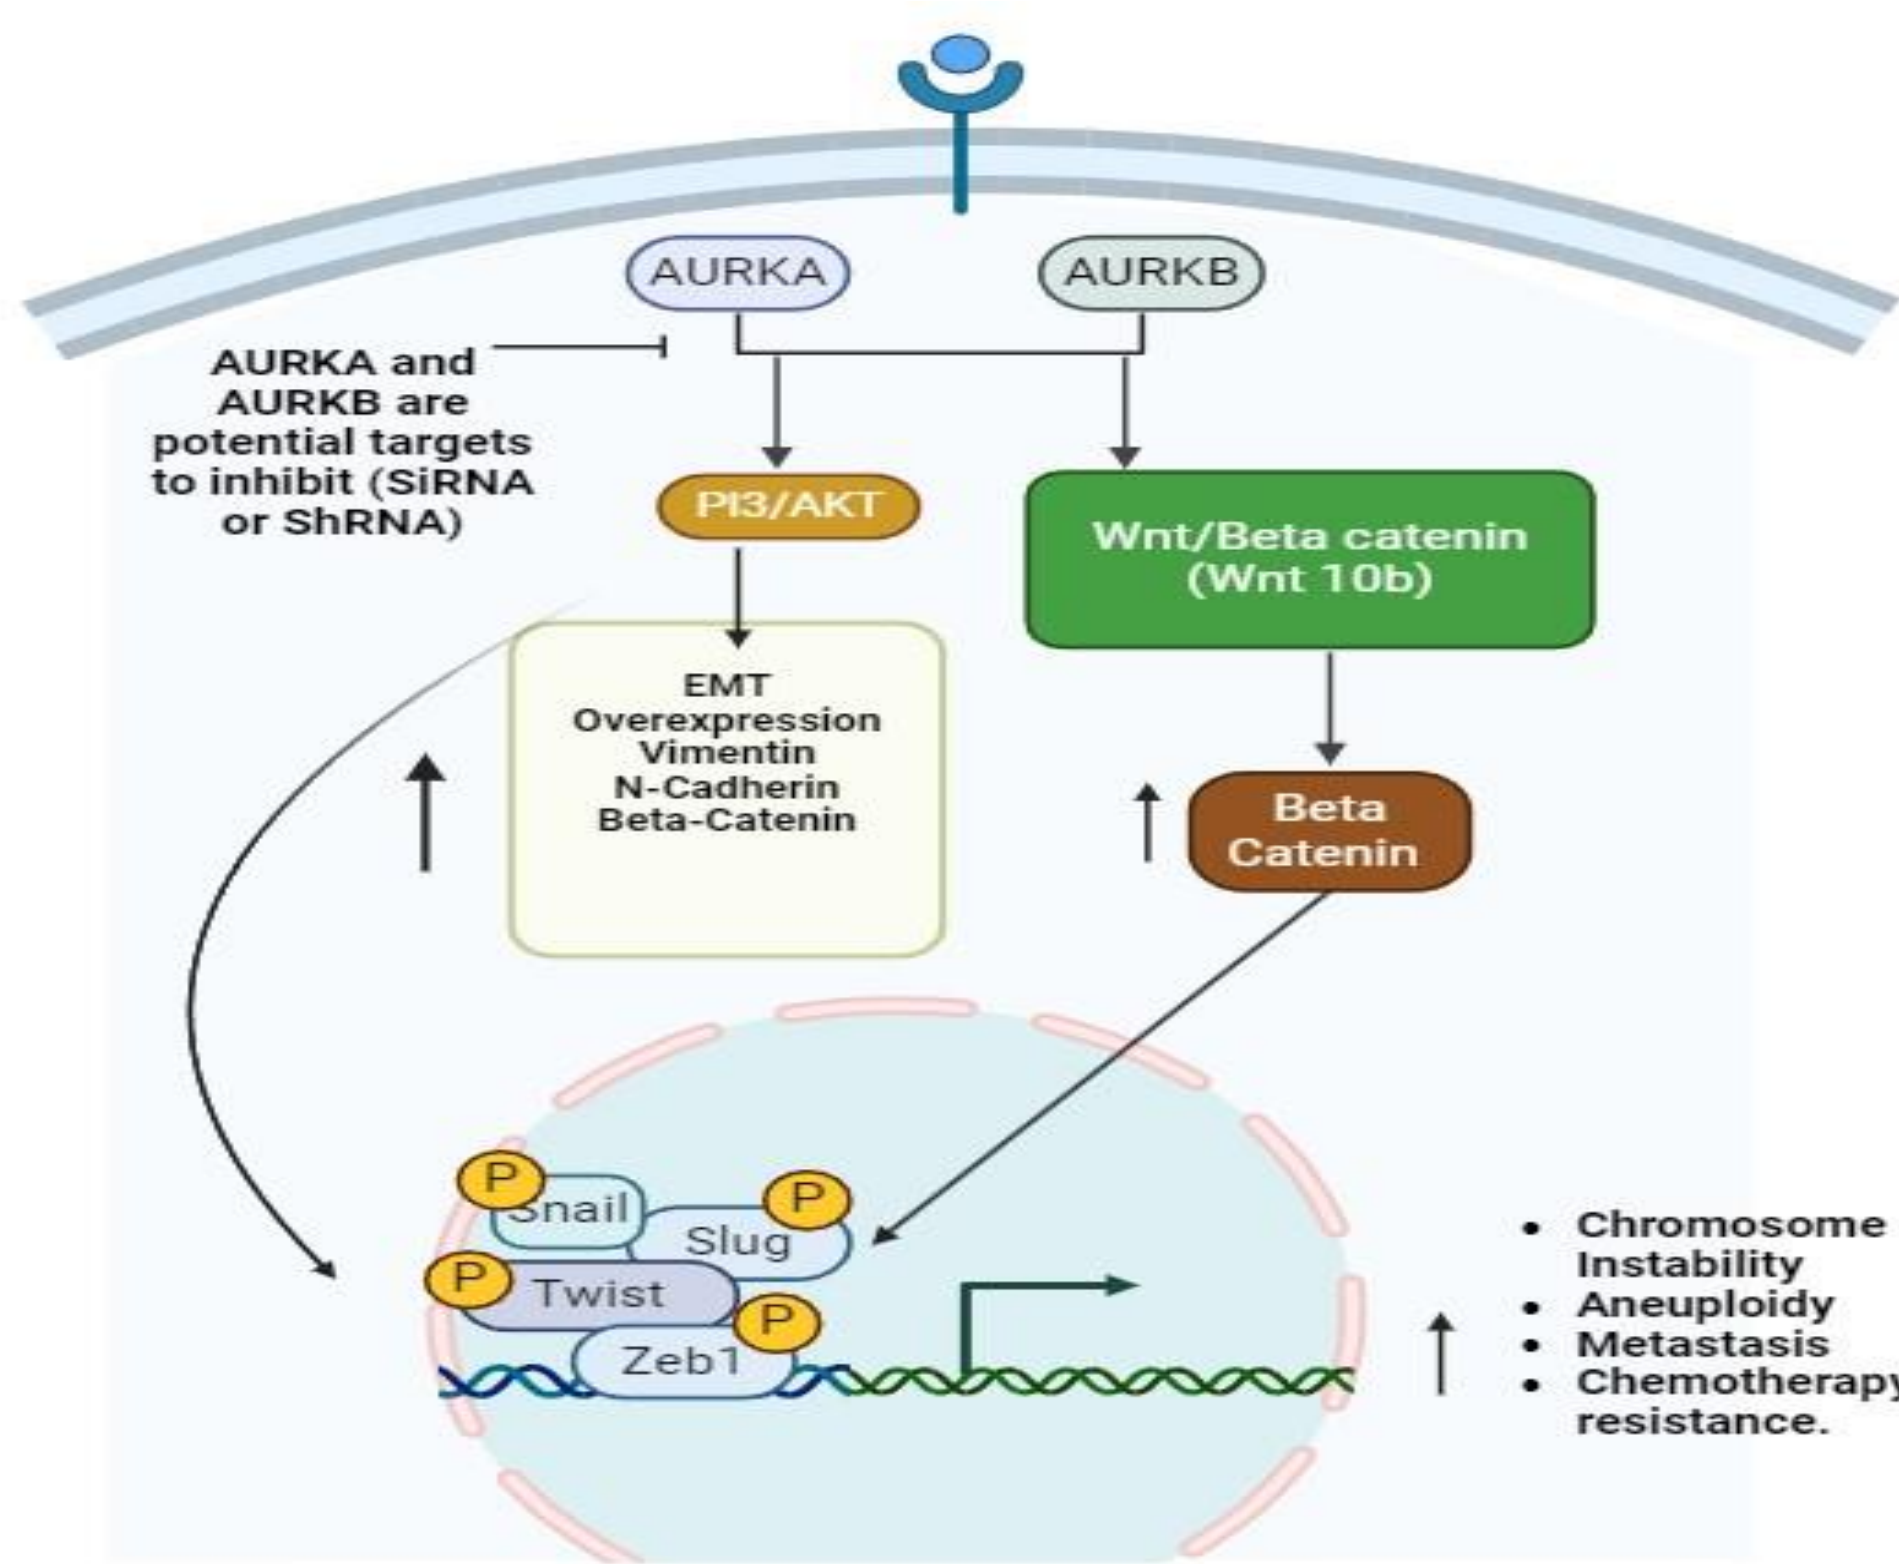 AURKA
AURKB
AURKA and
AURKB are
potential targets
to inhibit (SiRNA
or ShRNA)
PI3/AKT
Wnt/Beta catenin
(Wnt 10b)
EMT
Overexpression
Vimentin
N-Cadherin
Beta-Catenin
Beta
Catenin
P
Snail
P
Slug
P
Twist
P
Zeb1
• Chromosome
Instability
• Aneuploidy
• Metastasis
• Chemotherapy
resistance.